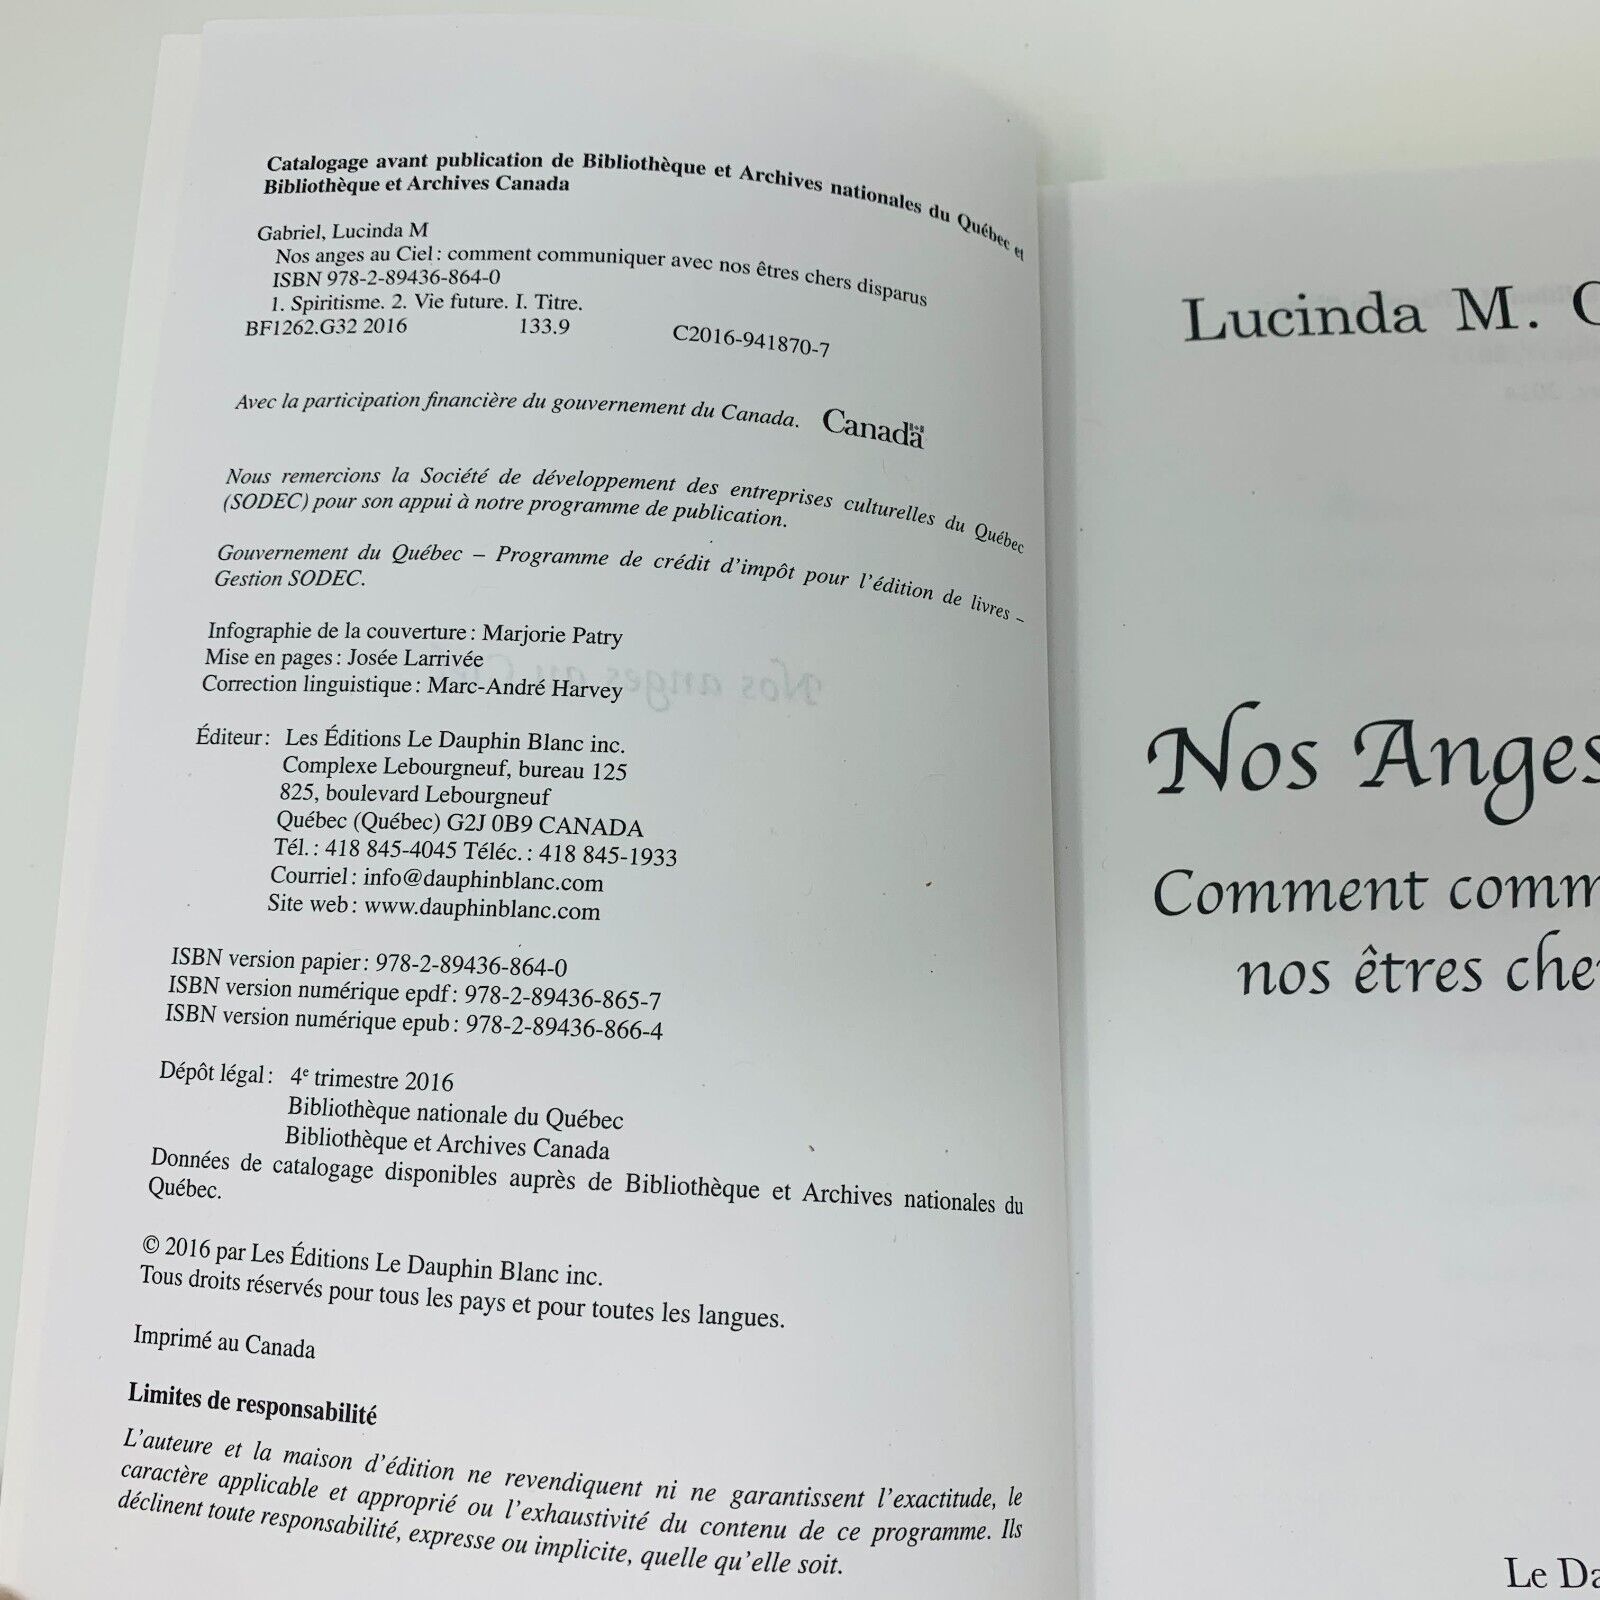 Catalogage avant publication de Bibliothèque et Archives nationales du Québec et
Bibliothèque et Archives Canada
Gabriel, Lucinda M
Nos anges au Ciel : comment communiquer avec nos êtres chers disparus
ISBN 978-2-89436-864-0
1. Spiritisme. 2. Vie future. I. Titre.
BF1262.G32 2016 133.9 C2016-941870-7
Avec la participation financière du gouvernement du Canada. Canada
Nous remercions la Société de développement des entreprises culturelles du Québec
(SODEC) pour son appui à notre programme de publication.
Gouvernement du Québec – Programme de crédit d'impôt pour l'édition de livres –
Gestion SODEC.
Infographie de la couverture : Marjorie Patry
Mise en pages : Josée Larrivée
Correction linguistique : Marc-André Harvey
Éditeur : Les Éditions Le Dauphin Blanc inc.
Complexe Lebourgneuf, bureau 125
825, boulevard Lebourgneuf
Québec (Québec) G2J 0B9 CANADA
Tél. : 418 845-4045 Téléc. : 418 845-1933
Courriel : info@dauphinblanc.com
Site web : www.dauphinblanc.com
ISBN version papier : 978-2-89436-864-0
ISBN version numérique epdf : 978-2-89436-865-7
ISBN version numérique epub : 978-2-89436-866-4
Dépôt légal : 4e trimestre 2016
Bibliothèque nationale du Québec
Bibliothèque et Archives Canada
Données de catalogage disponibles auprès de Bibliothèque et Archives nationales du
Québec.
© 2016 par Les Éditions Le Dauphin Blanc inc.
Tous droits réservés pour tous les pays et pour toutes les langues.
Imprimé au Canada
Limites de responsabilité
L'auteure et la maison d'édition ne revendiquent ni ne garantissent l'exactitude, le
caractère applicable et approprié ou l'exhaustivité du contenu de ce programme. Ils
déclinent toute responsabilité, expresse ou implicite, quelle qu'elle soit.
Lucinda M.
Nos Anges
Comment comm
nos êtres che
Le Da